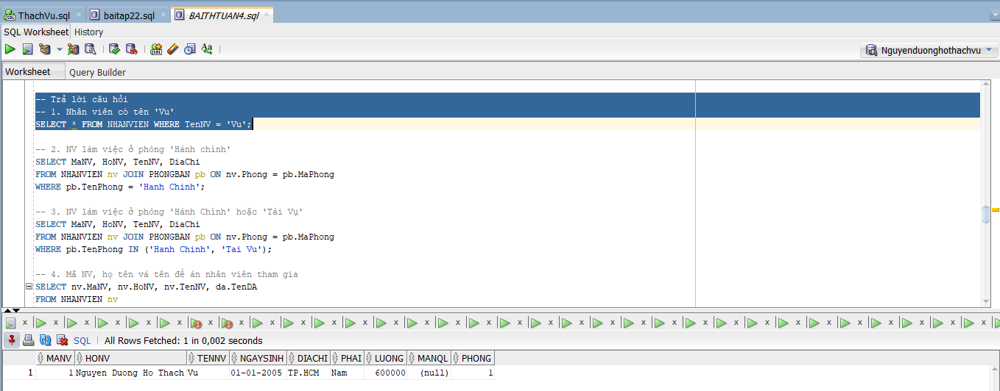 ThachVu.sql × baitap22.sql × BAITHTUAN4.sql ×
SQL Worksheet History
Nguyenduonghothachvu
Worksheet Query Builder
-- Trả lời câu hỏi
-- 1. Nhân viên có tên 'Vu'
SELECT * FROM NHANVIEN WHERE TenNV = 'Vu';
-- 2. NV làm việc ở phòng 'Hành chính'
SELECT MaNV, HoNV, TenNV, DiaChi
FROM NHANVIEN nv JOIN PHONGBAN pb ON nv.Phong = pb.MaPhong
WHERE pb.TenPhong = 'Hanh Chinh';
-- 3. NV làm việc ở phòng 'Hành Chính' hoặc 'Tài Vụ'
SELECT MaNV, HoNV, TenNV, DiaChi
FROM NHANVIEN nv JOIN PHONGBAN pb ON nv.Phong = pb.MaPhong
WHERE pb.TenPhong IN ('Hanh Chinh', 'Tai Vu');
-- 4. Mã NV, họ tên và tên đề án nhân viên tham gia
SELECT nv.MaNV, nv.HoNV, nv.TenNV, da.TenDA
FROM NHANVIEN nv
SQL All Rows Fetched: 1 in 0,002 seconds
MANV HONV TENNV NGAYSINH DIACHI PHAI LUONG MANQL PHONG
1 1 Nguyen Duong Ho Thach Vu 01-01-2005 TP.HCM Nam 600000 (null) 1